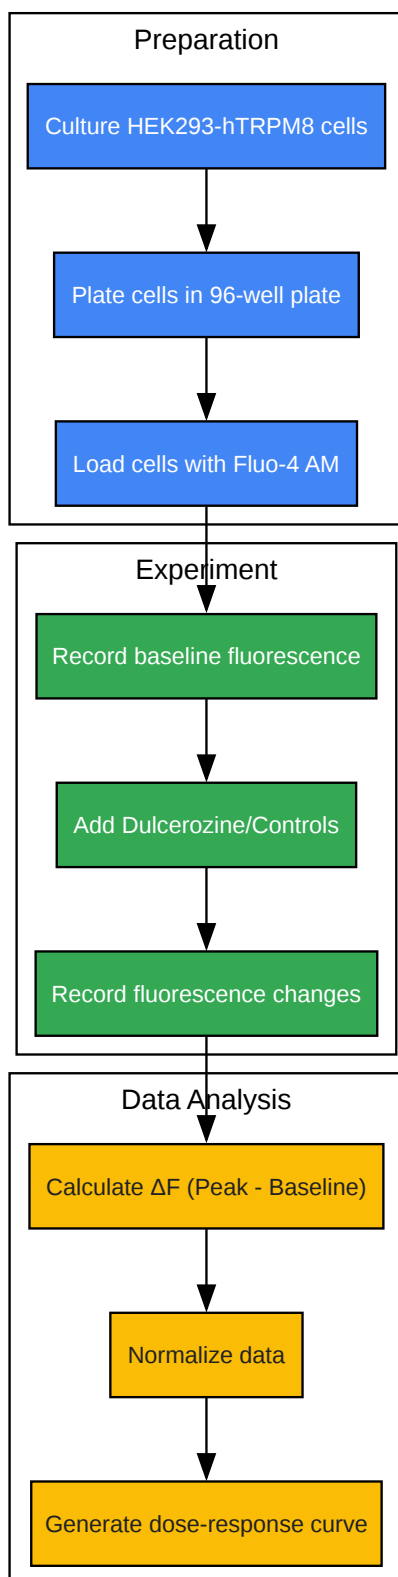 Preparation
Culture HEK293-hTRPM8 cells
Plate cells in 96-well plate
Load cells with Fluo-4 AM
Experiment
Record baseline fluorescence
Add Dulcerozine/Controls
Record fluorescence changes
Data Analysis
Calculate ΔF (Peak - Baseline)
Normalize data
Generate dose-response curve